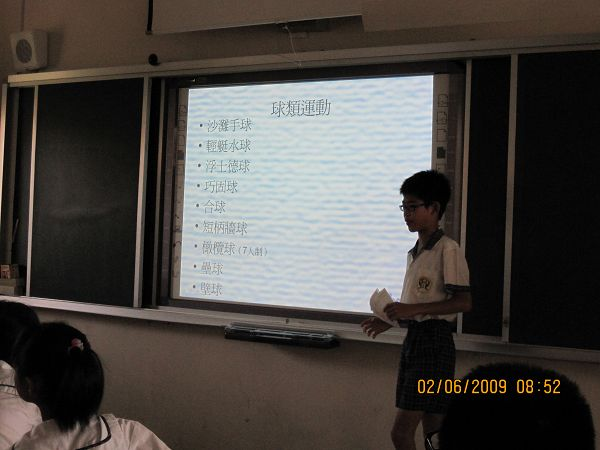 球類運動
•沙灘手球
•輕艇水球
•浮士德球
•巧固球
•合球
•短柄牆球
•橄欖球（7人制）
•壘球
•壁球
02/06/2009 08:52